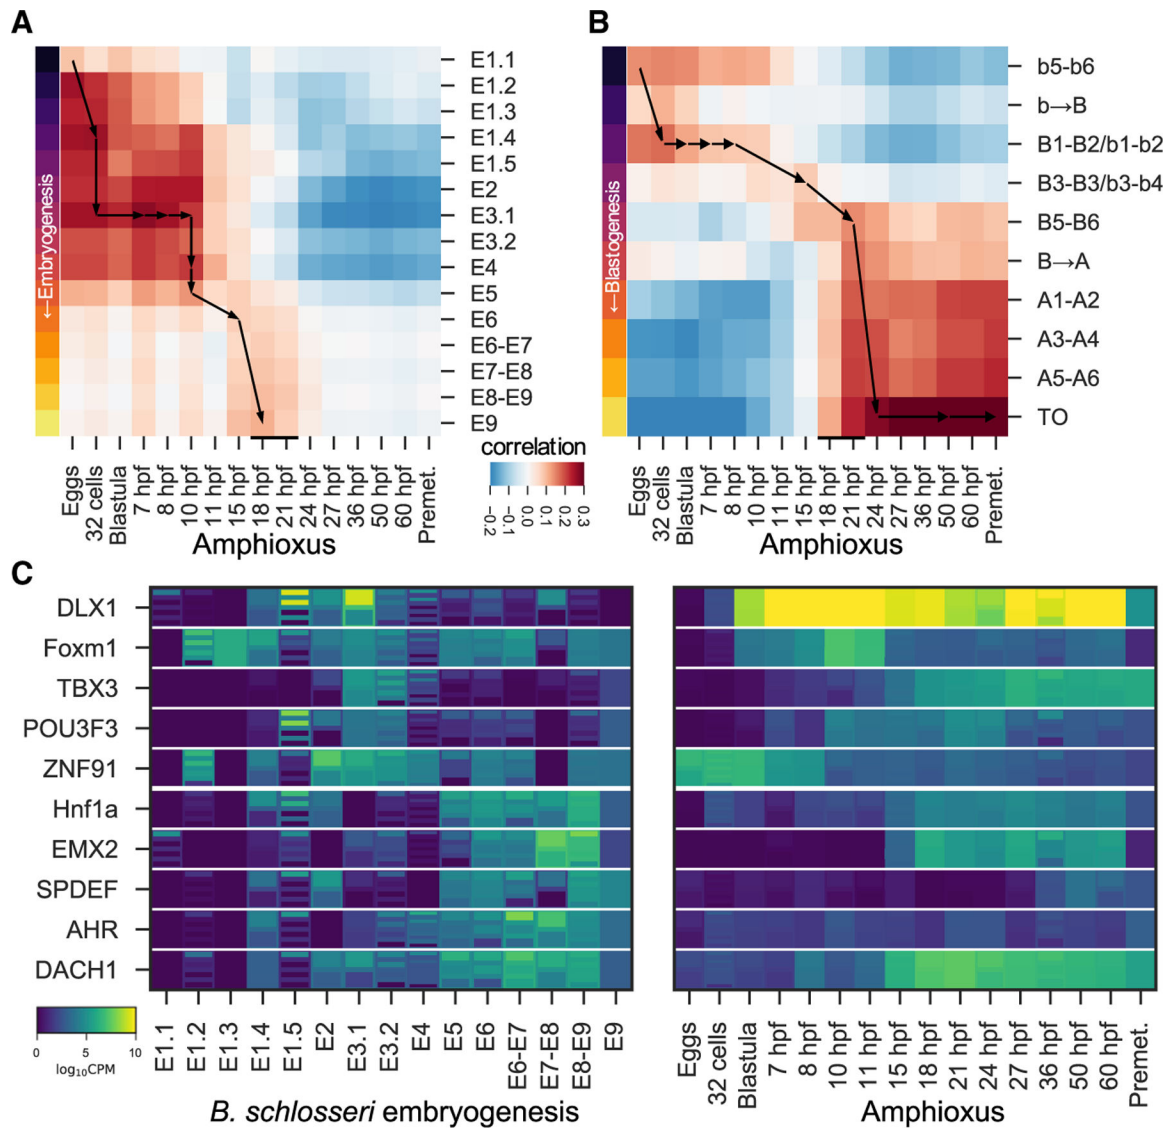 A
B
E1.1
E1.2
E1.3
E1.4
E1.5
E2
E3.1
E3.2
E4
E5
E6
E6-E7
E7-E8
E8-E9
E9
←Embryogenesis
Eggs
32 cells
Blastula
7 hpf
8 hpf
10 hpf
11 hpf
15 hpf
18 hpf
21 hpf
24 hpf
27 hpf
36 hpf
50 hpf
60 hpf
Premet.
Amphioxus
correlation
-0.2
-0.1
0.0
0.1
0.2
0.3
b5-b6
b→B
B1-B2/b1-b2
B3-B3/b3-b4
B5-B6
B→A
A1-A2
A3-A4
A5-A6
TO
←Blastogenesis
Eggs
32 cells
Blastula
7 hpf
8 hpf
10 hpf
11 hpf
15 hpf
18 hpf
21 hpf
24 hpf
27 hpf
36 hpf
50 hpf
60 hpf
Premet.
Amphioxus
C
DLX1
Foxm1
TBX3
POU3F3
ZNF91
Hnf1a
EMX2
SPDEF
AHR
DACH1
0 5 10
log10CPM
E1.1
E1.2
E1.3
E1.4
E1.5
E2
E3.1
E3.2
E4
E5
E6
E6-E7
E7-E8
E8-E9
E9
B. schlosseri embryogenesis
Eggs
32 cells
Blastula
7 hpf
8 hpf
10 hpf
11 hpf
15 hpf
18 hpf
21 hpf
24 hpf
27 hpf
36 hpf
50 hpf
60 hpf
Premet.
Amphioxus